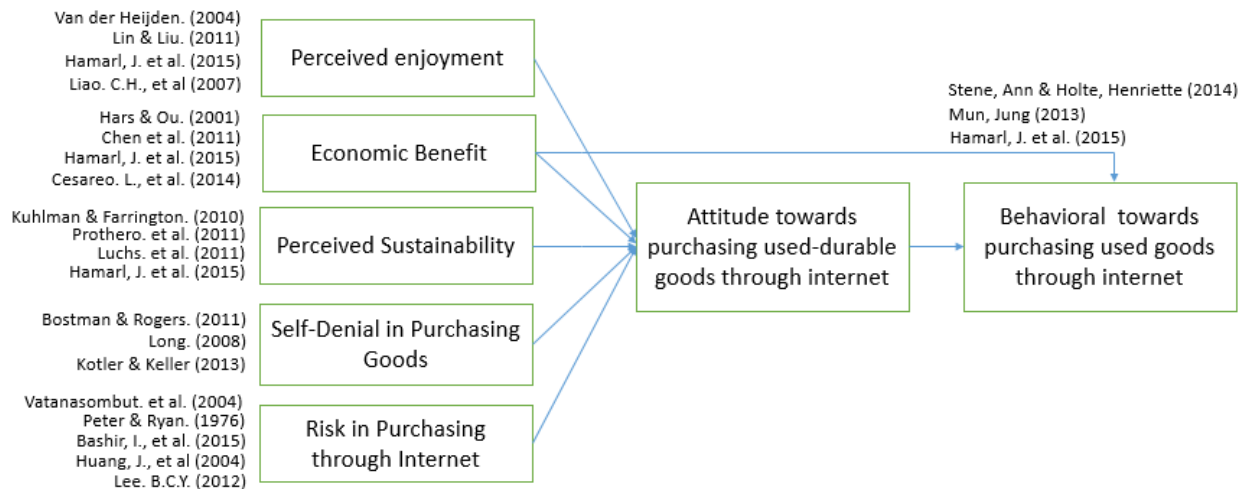 Van der Heijden. (2004)
Lin & Liu. (2011)
Hamarl, J. et al. (2015)
Liao. C.H., et al (2007)
Perceived enjoyment
Hars & Ou. (2001)
Chen et al. (2011)
Hamarl, J. et al. (2015)
Cesareo. L., et al. (2014)
Economic Benefit
Kuhlman & Farrington. (2010)
Prothero. et al. (2011)
Luchs. et al. (2011)
Hamarl, J. et al. (2015)
Perceived Sustainability
Bostman & Rogers. (2011)
Long. (2008)
Kotler & Keller (2013)
Self-Denial in Purchasing
Goods
Vatanasombut. et al. (2004)
Peter & Ryan. (1976)
Bashir, I., et al. (2015)
Huang, J., et al (2004)
Lee. B.C.Y. (2012)
Risk in Purchasing
through Internet
Attitude towards
purchasing used-durable
goods through internet
Stene, Ann & Holte, Henriette (2014)
Mun, Jung (2013)
Hamarl, J. et al. (2015)
Behavioral towards
purchasing used goods
through internet